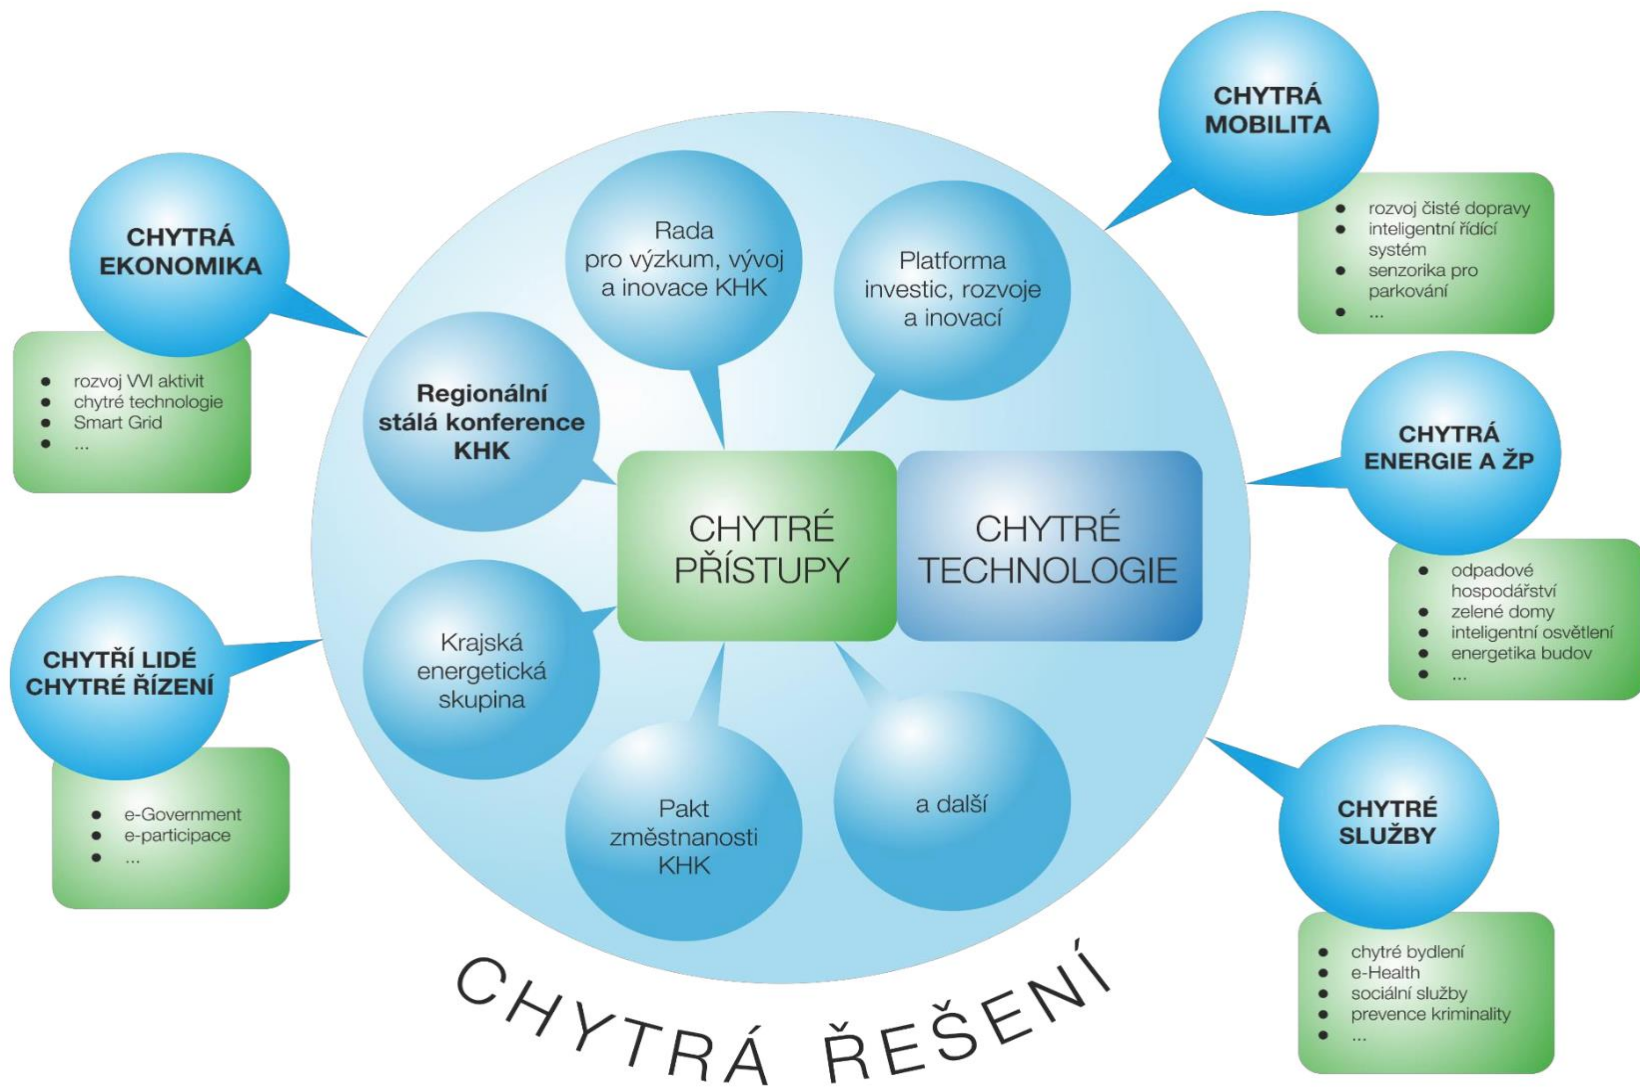 CHYTRÁ
EKONOMIKA
● rozvoj VVI aktivit
● chytré technologie
● Smart Grid
● ...
CHYTŘÍ LIDÉ
CHYTRÉ ŘÍZENÍ
● e-Government
● e-participace
● ...
Rada
pro výzkum, vývoj
a inovace KHK
Platforma
investic, rozvoje
a inovací
Regionální
stálá konference
KHK
CHYTRÉ
PŘÍSTUPY
CHYTRÉ
TECHNOLOGIE
Krajská
energetická
skupina
Pakt
změstnanosti
KHK
a další
CHYTRÁ ŘEŠENÍ
CHYTRÁ
MOBILITA
● rozvoj čisté dopravy
● inteligentní řídící
systém
● senzorika pro
parkování
● ...
CHYTRÁ
ENERGIE A ŽP
● odpadové
hospodářství
● zelené domy
● inteligentní osvětlení
● energetika budov
● ...
CHYTRÉ
SLUŽBY
● chytré bydlení
● e-Health
● sociální služby
● prevence kriminality
● ...